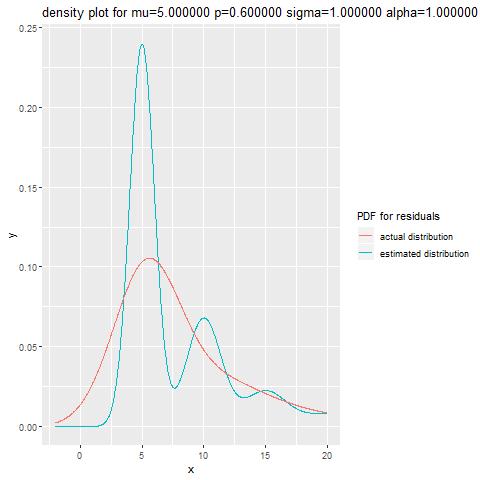 density plot for mu=5.000000 p=0.600000 sigma=1.000000 alpha=1.000000
0.25
0.20
0.15
0.10
0.05
0.00
y
0 5 10 15 20
x
PDF for residuals
actual distribution
estimated distribution